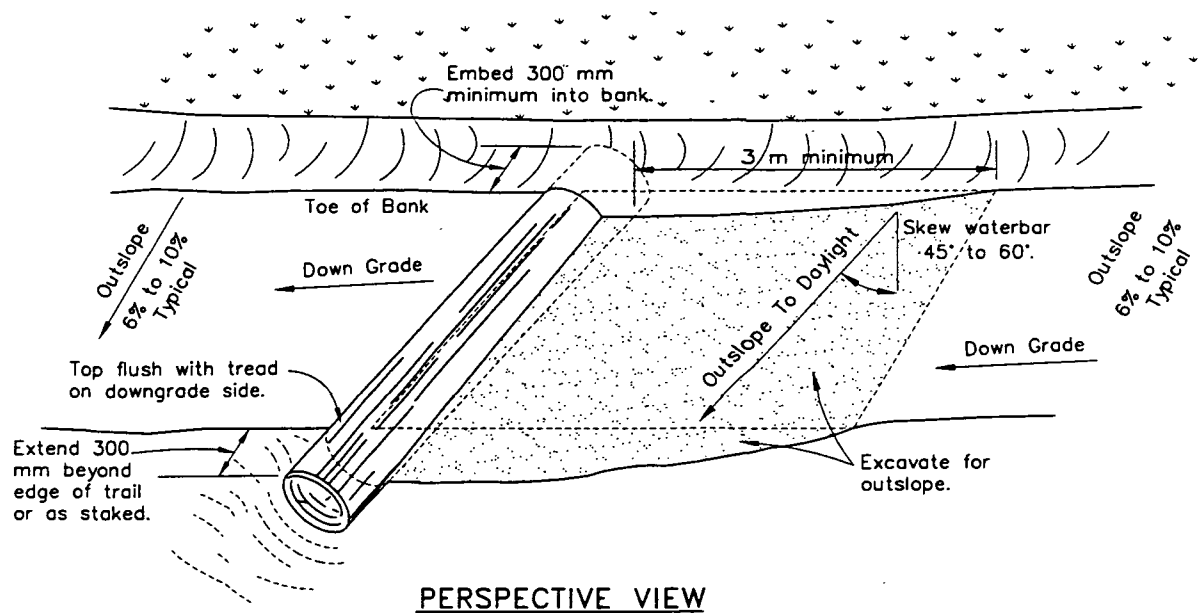 Embed 300 mm
minimum into bank.
3 m minimum
Toe of Bank
Outslope
6% to 10%
Typical
Down Grade
Skew waterbar
45° to 60°.
Outslope To Daylight
Outslope
6% to 10%
Typical
Down Grade
Top flush with tread
on downgrade side.
Extend 300
mm beyond
edge of trail
or as staked.
Excavate for
outslope.
PERSPECTIVE VIEW